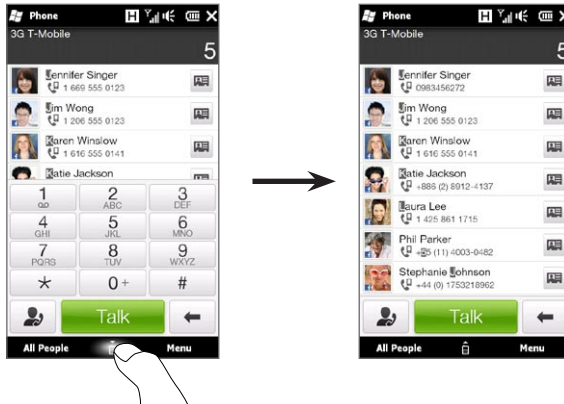 Phone
H
3G T-Mobile
5
Jennifer Singer
1 669 555 0123
Jim Wong
1 206 555 0123
Karen Winslow
1 616 555 0141
Katie Jackson
1
2 ABC
3 DEF
4 GHI
5 JKL
6 MNO
7 PQRS
8 TUV
9 WXYZ
*
0 +
#
Talk
All People
Menu
Phone
H
3G T-Mobile
5
Jennifer Singer
0983456272
Jim Wong
1 206 555 0123
Karen Winslow
1 616 555 0141
Katie Jackson
+886 (2) 8912-4137
Laura Lee
1 425 861 1715
Phil Parker
+55 (11) 4003-0482
Stephanie Johnson
+44 (0) 1753218962
Talk
All People
Menu